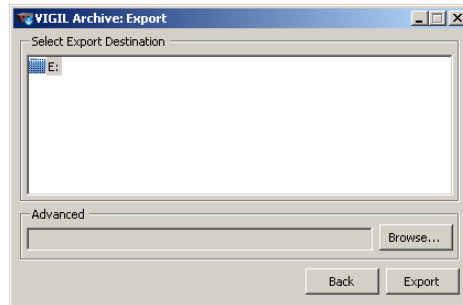 VIGIL Archive: Export
Select Export Destination
E:
Advanced
Browse...
Back
Export